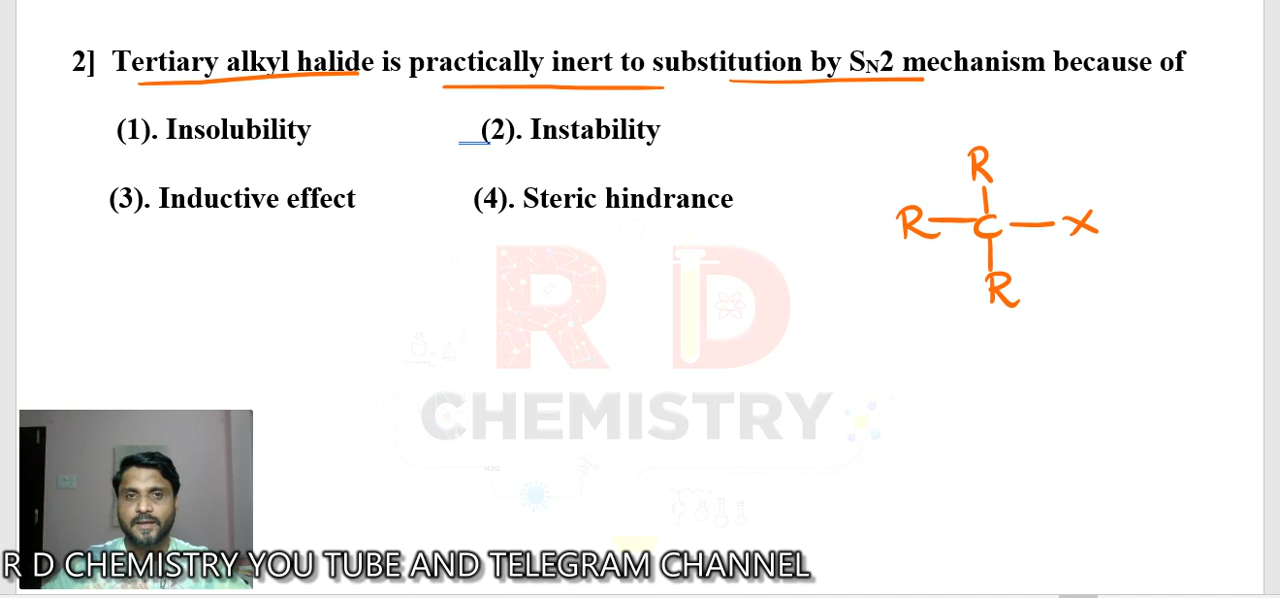 2] Tertiary alkyl halide is practically inert to substitution by SN2 mechanism because of
(1). Insolubility (2). Instability
(3). Inductive effect (4). Steric hindrance
R
R-C-X
R
R D
CHEMISTRY
H2O
R D CHEMISTRY YOU TUBE AND TELEGRAM CHANNEL